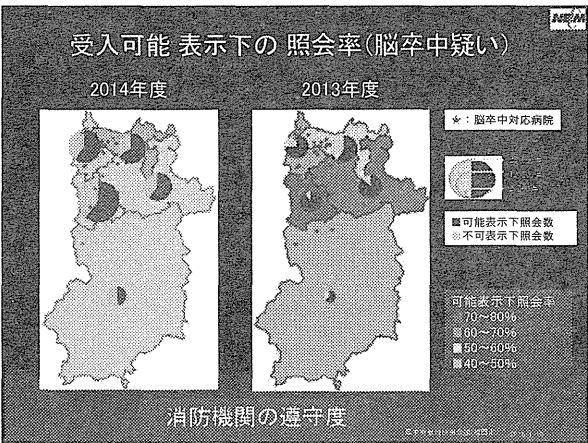 受入可能 表示下の 照会率(脳卒中疑い)
2014年度
2013年度
★：脳卒中対応病院
■可能表示下照会数
不可表示下照会数
可能表示下照会率
70～80%
60～70%
50～60%
40～50%
消防機関の遵守度